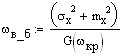 ω_в_б := (σ_x² + m_x²) / G(ω_кр)